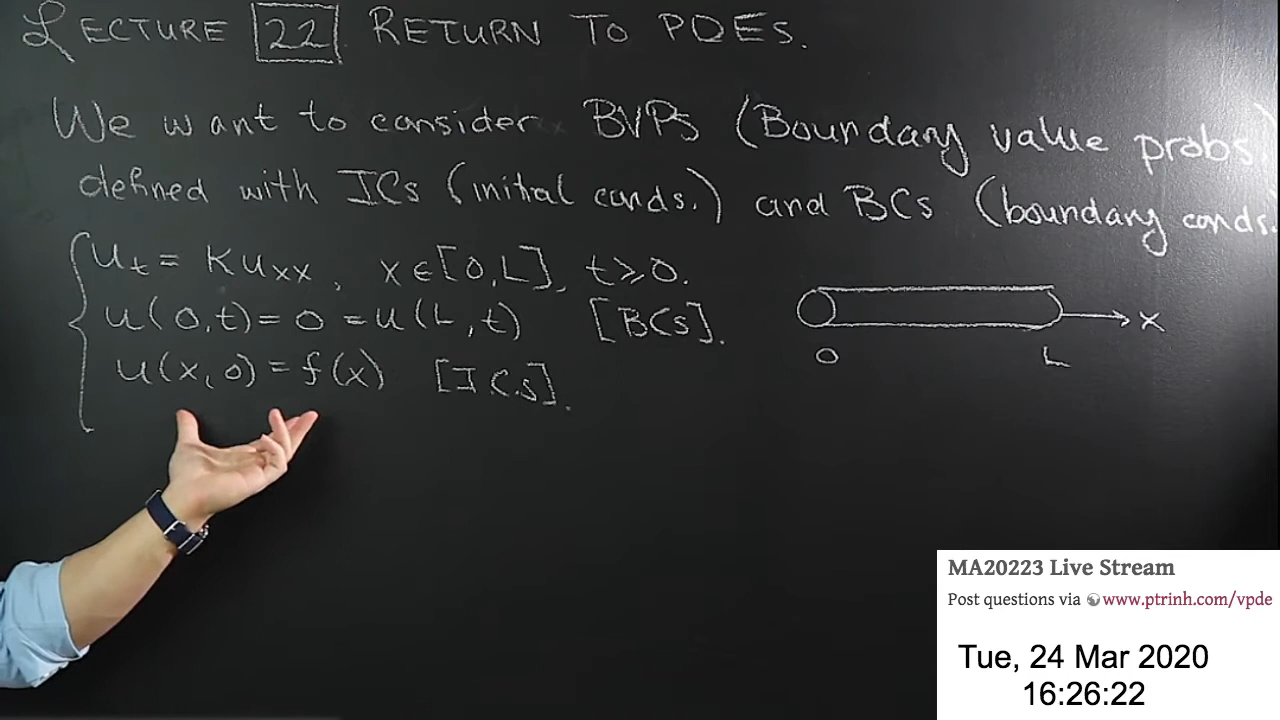 LECTURE 22 RETURN TO PDEs.
We want to consider BVPs (Boundary value probs)
defined with ICs (initial conds.) and BCs (boundary conds.
u_t = K u_xx, x ∈ [0, L], t ≥ 0.
u(0,t) = 0 = u(L,t) [BCs].
u(x,0) = f(x) [ICs].
x
0 L
MA20223 Live Stream
Post questions via www.ptrinh.com/vpde
Tue, 24 Mar 2020
16:26:22